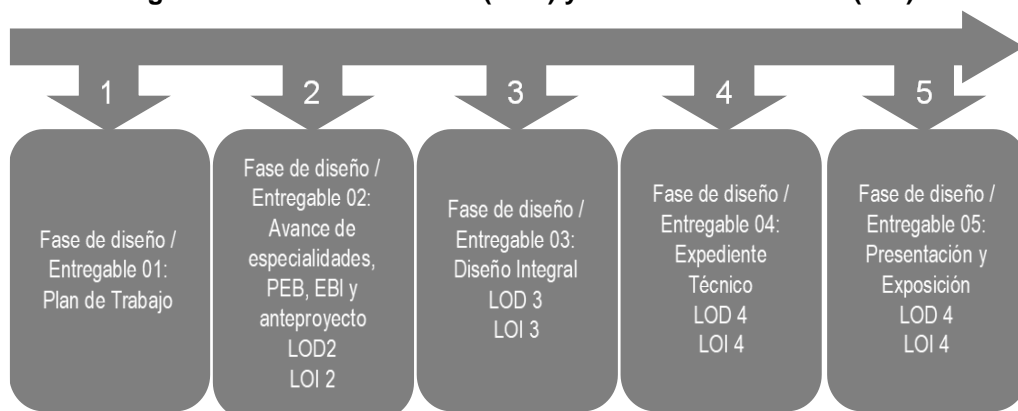 1
2
3
4
5
Fase de diseño /
Entregable 01:
Plan de Trabajo
Fase de diseño /
Entregable 02:
Avance de
especialidades,
PEB, EBI y
anteproyecto
LOD2
LOI 2
Fase de diseño /
Entregable 03:
Diseño Integral
LOD 3
LOI 3
Fase de diseño /
Entregable 04:
Expediente
Técnico
LOD 4
LOI 4
Fase de diseño /
Entregable 05:
Presentación y
Exposición
LOD 4
LOI 4